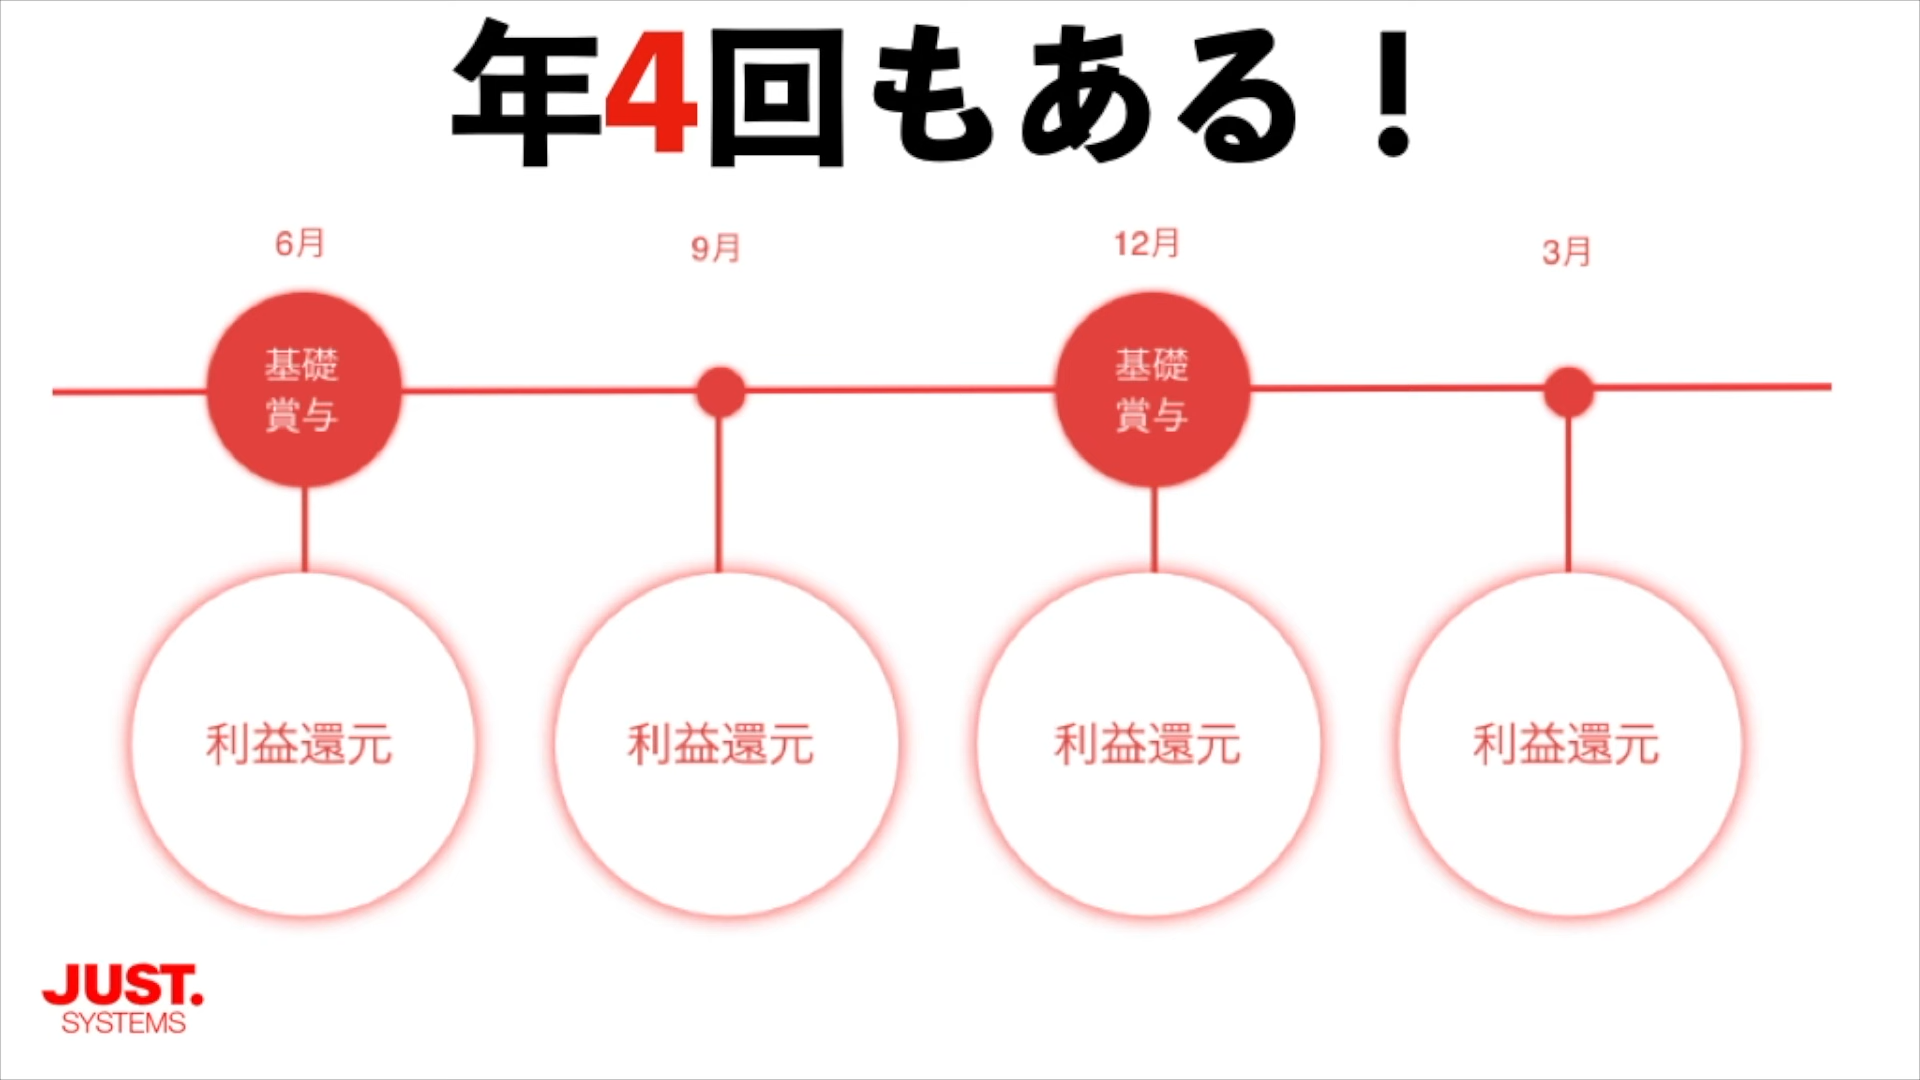 年4回もある！
6月
9月
12月
3月
基礎
賞与
基礎
賞与
利益還元
利益還元
利益還元
利益還元
JUST.
SYSTEMS